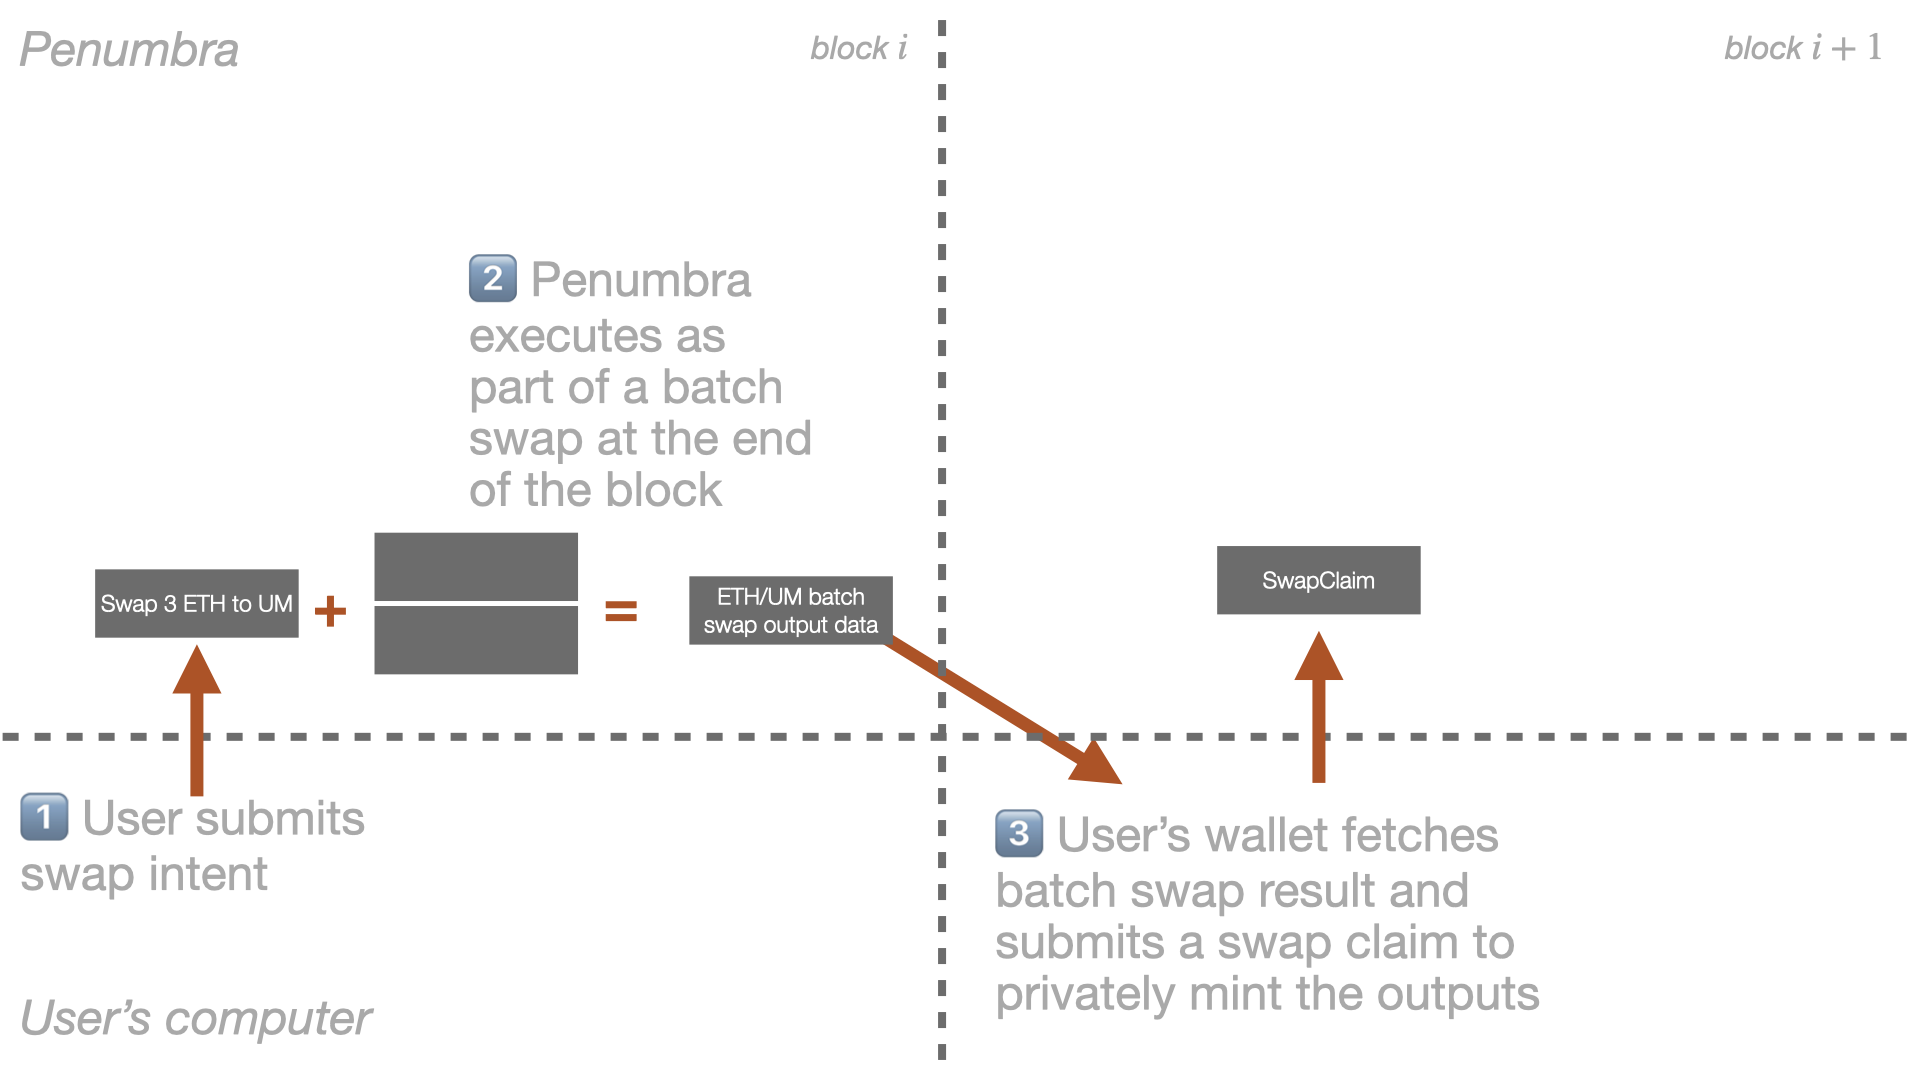 Penumbra
block i
block i + 1
2 Penumbra
executes as
part of a batch
swap at the end
of the block
Swap 3 ETH to UM
+
=
ETH/UM batch
swap output data
SwapClaim
1 User submits
swap intent
3 User’s wallet fetches
batch swap result and
submits a swap claim to
privately mint the outputs
User’s computer